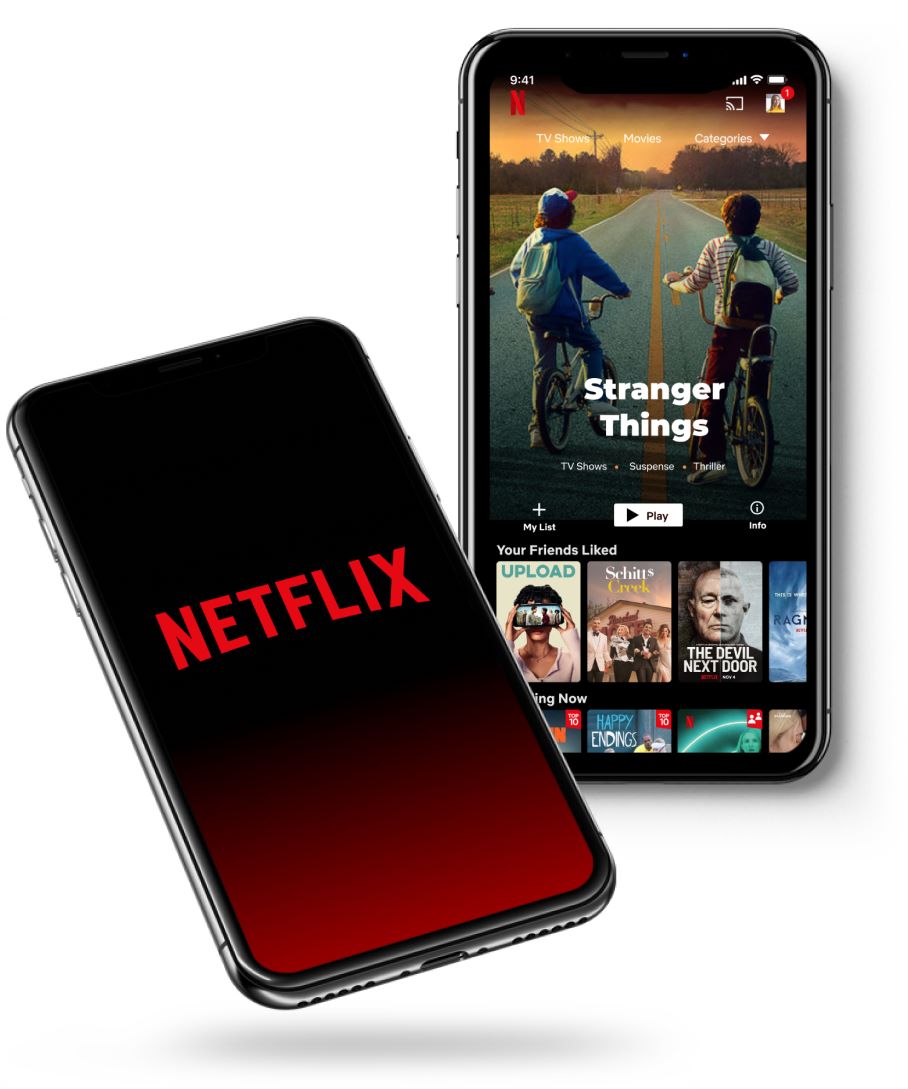 9:41
N
1
TV Shows
Movies
Categories
Stranger
Things
TV Shows • Suspense • Thriller
My List
Play
Info
Your Friends Liked
UPLOAD
Schitt's
Creek
THE DEVIL
NEXT DOOR
NETFLIX NOV 4
THIS IS
RAGN
ing Now
TOP
10
HAPPY
ENDINGS
TOP
10
N
NETFLIX